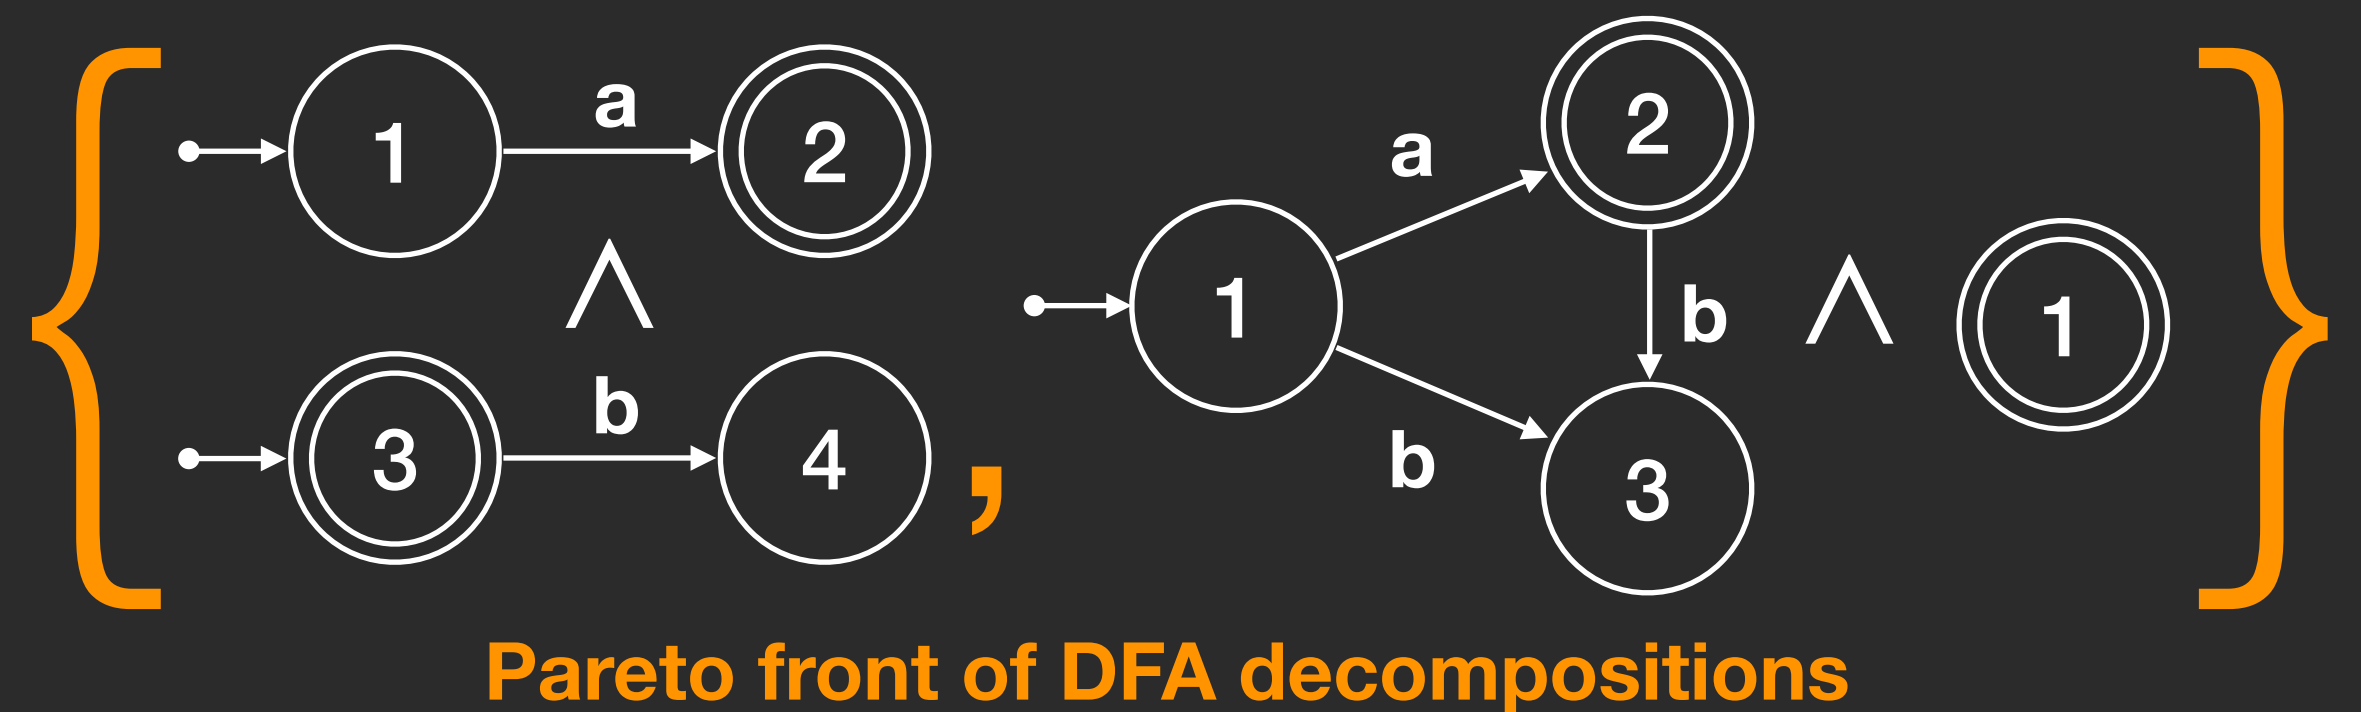 { 1 a 2
∧
3 b 4 ,
1 a 2 b b 3 ∧ 1 }
Pareto front of DFA decompositions